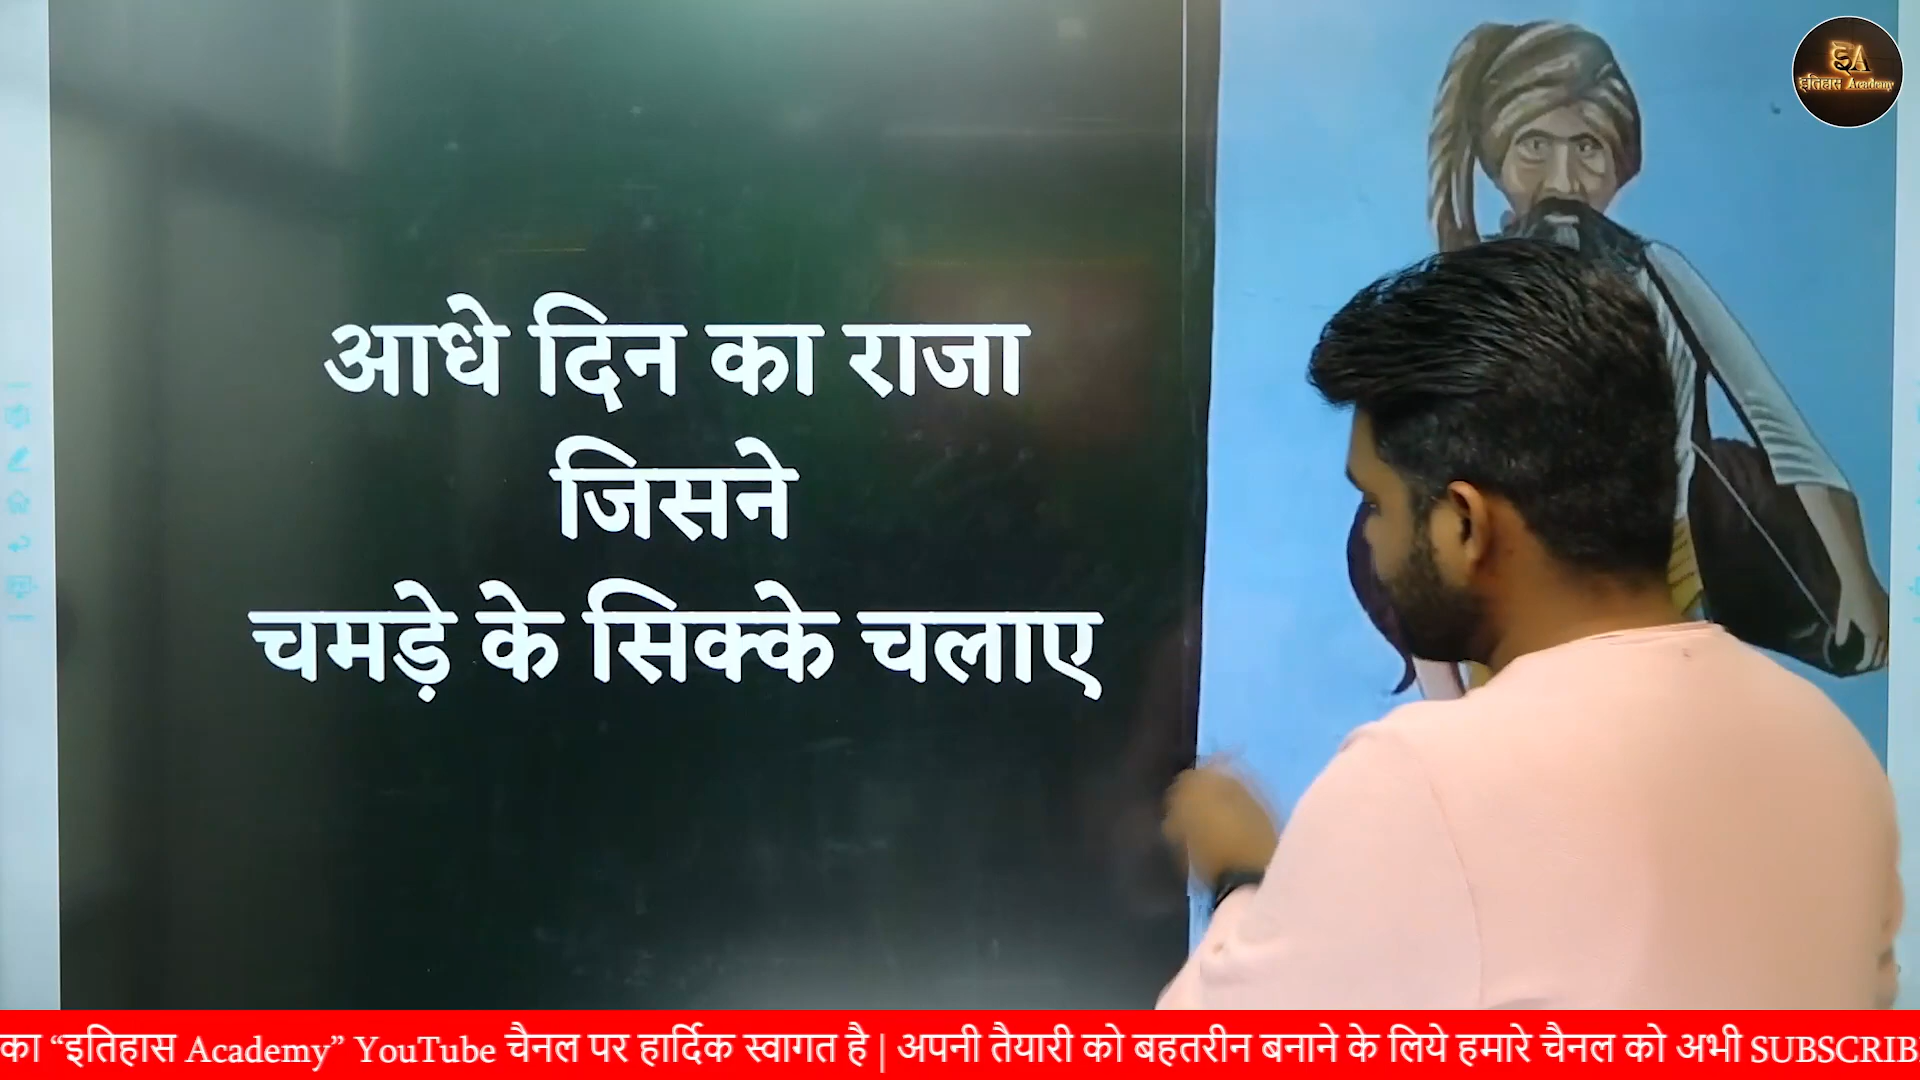 इA
इतिहास Academy
आधे दिन का राजा
जिसने
चमड़े के सिक्के चलाए
का “इतिहास Academy” YouTube चैनल पर हार्दिक स्वागत है | अपनी तैयारी को बहतरीन बनाने के लिये हमारे चैनल को अभी SUBSCRIB